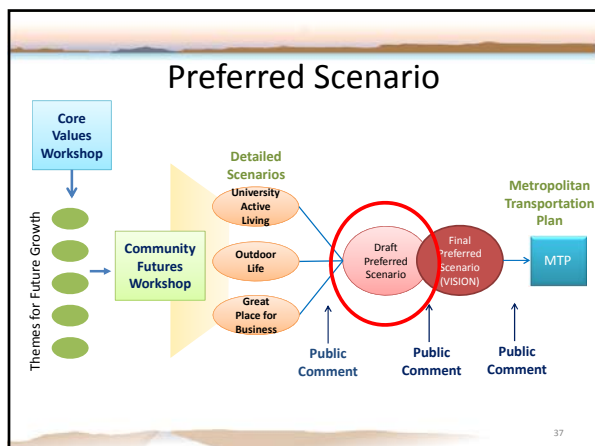 Preferred Scenario
Core
Values
Workshop
Themes for Future Growth
Community
Futures
Workshop
Detailed
Scenarios
University
Active
Living
Outdoor
Life
Great
Place for
Business
Draft
Preferred
Scenario
Final
Preferred
Scenario
(VISION)
Metropolitan
Transportation
Plan
MTP
Public
Comment
Public
Comment
Public
Comment
37